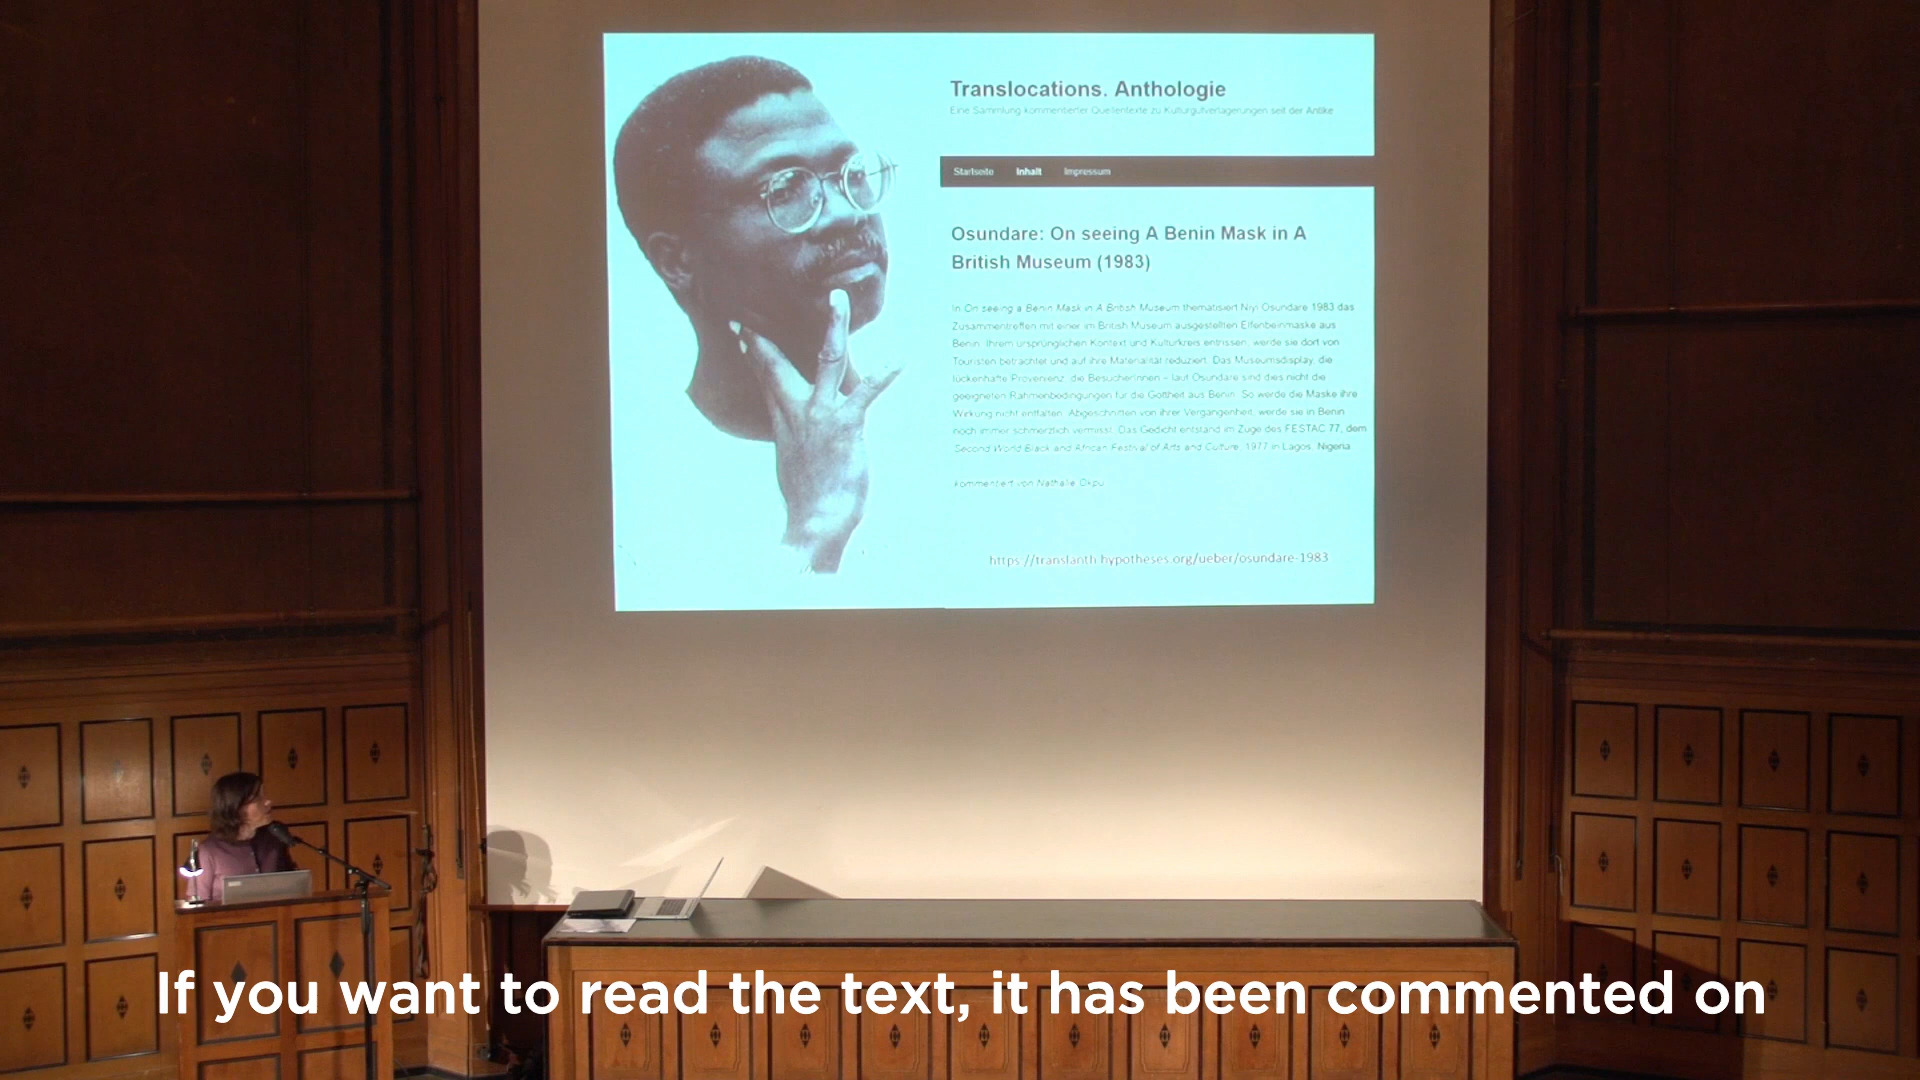 Translocations. Anthologie
Eine Sammlung kommentierter Quellentexte zu Kulturgutverlagerungen seit der Antike
Startseite Inhalt Impressum
Osundare: On seeing A Benin Mask in A
British Museum (1983)
In On seeing a Benin Mask in A British Museum thematisiert Niyi Osundare 1983 das
Zusammentreffen mit einer im British Museum ausgestellten Elfenbeinmaske aus
Benin. Ihrem ursprünglichen Kontext und Kulturkreis entrissen, werde sie dort von
Touristen betrachtet und auf ihre Materialität reduziert. Das Museumsdisplay, die
lückenhafte Provenienz, die BesucherInnen – laut Osundare sind dies nicht die
geeigneten Rahmenbedingungen für die Gottheit aus Benin. So werde die Maske ihre
Wirkung nicht entfalten. Abgeschnitten von ihrer Vergangenheit, werde sie in Benin
noch immer schmerzlich vermisst. Das Gedicht entstand im Zuge des FESTAC 77, dem
Second World Black and African Festival of Arts and Culture, 1977 in Lagos, Nigeria.
kommentiert von Nathalie Okpu
https://translanth.hypotheses.org/ueber/osundare-1983
If you want to read the text, it has been commented on